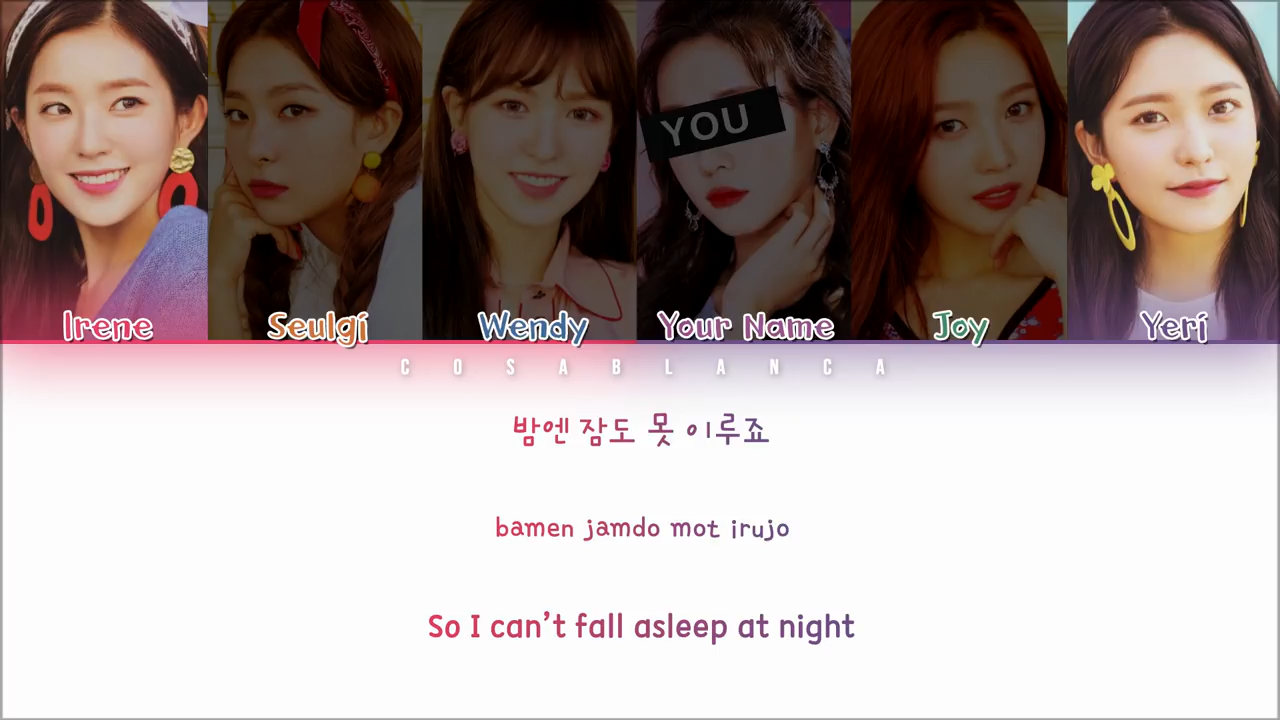 YOU
Irene Seulgi Wendy Your Name Joy Yeri
COSABLANCA
밤엔 잠도 못 이루죠
bamen jamdo mot irujo
So I can’t fall asleep at night